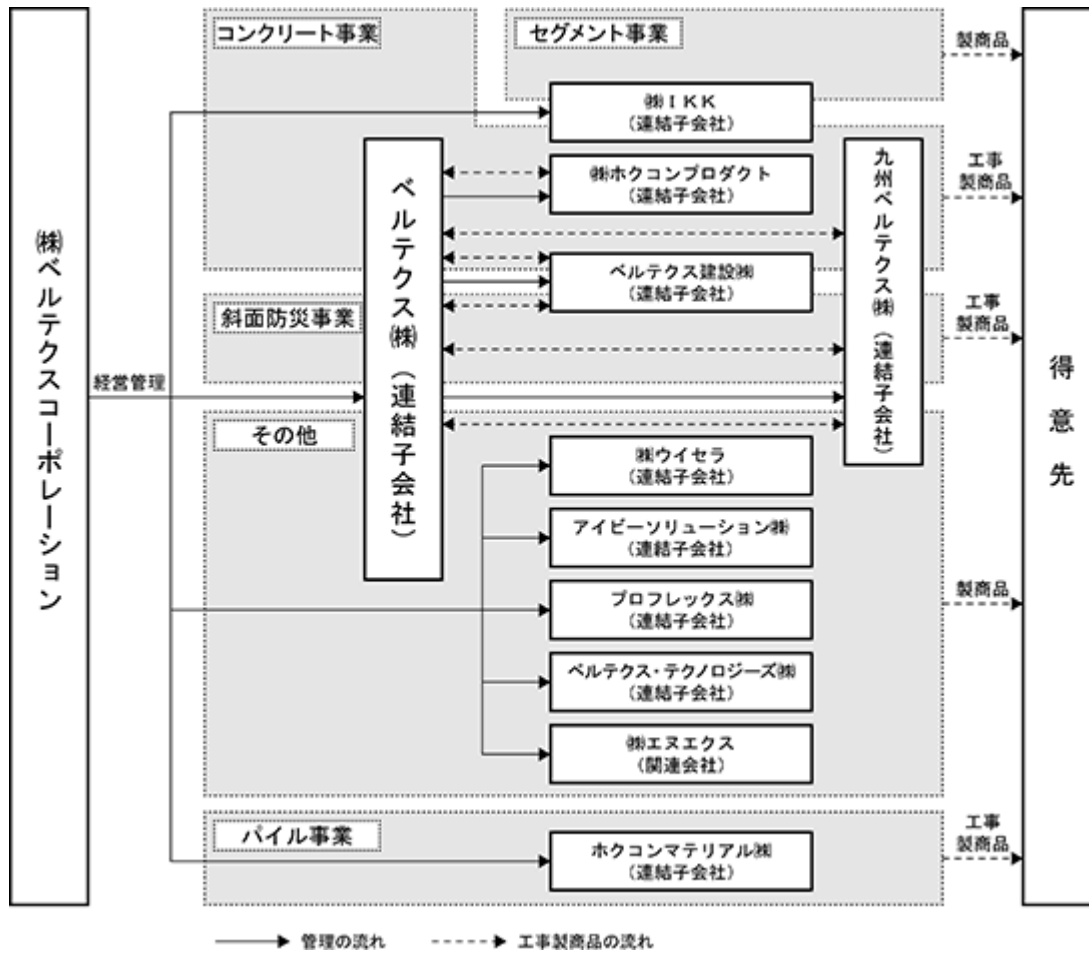 ㈱ベルテクスコーポレーション
経営管理
コンクリート事業
セグメント事業
製商品
㈱IKK
(連結子会社)
ベルテクス㈱(連結子会社)
㈱ホクコンプロダクト
(連結子会社)
九州ベルテクス㈱(連結子会社)
工事
製商品
ベルテクス建設㈱
(連結子会社)
斜面防災事業
工事
製商品
得意先
その他
㈱ウイセラ
(連結子会社)
アイビーソリューション㈱
(連結子会社)
プロフレックス㈱
(連結子会社)
製商品
ベルテクス・テクノロジーズ㈱
(連結子会社)
㈱エヌエクス
(関連会社)
パイル事業
ホクコンマテリアル㈱
(連結子会社)
工事
製商品
管理の流れ
工事製商品の流れ